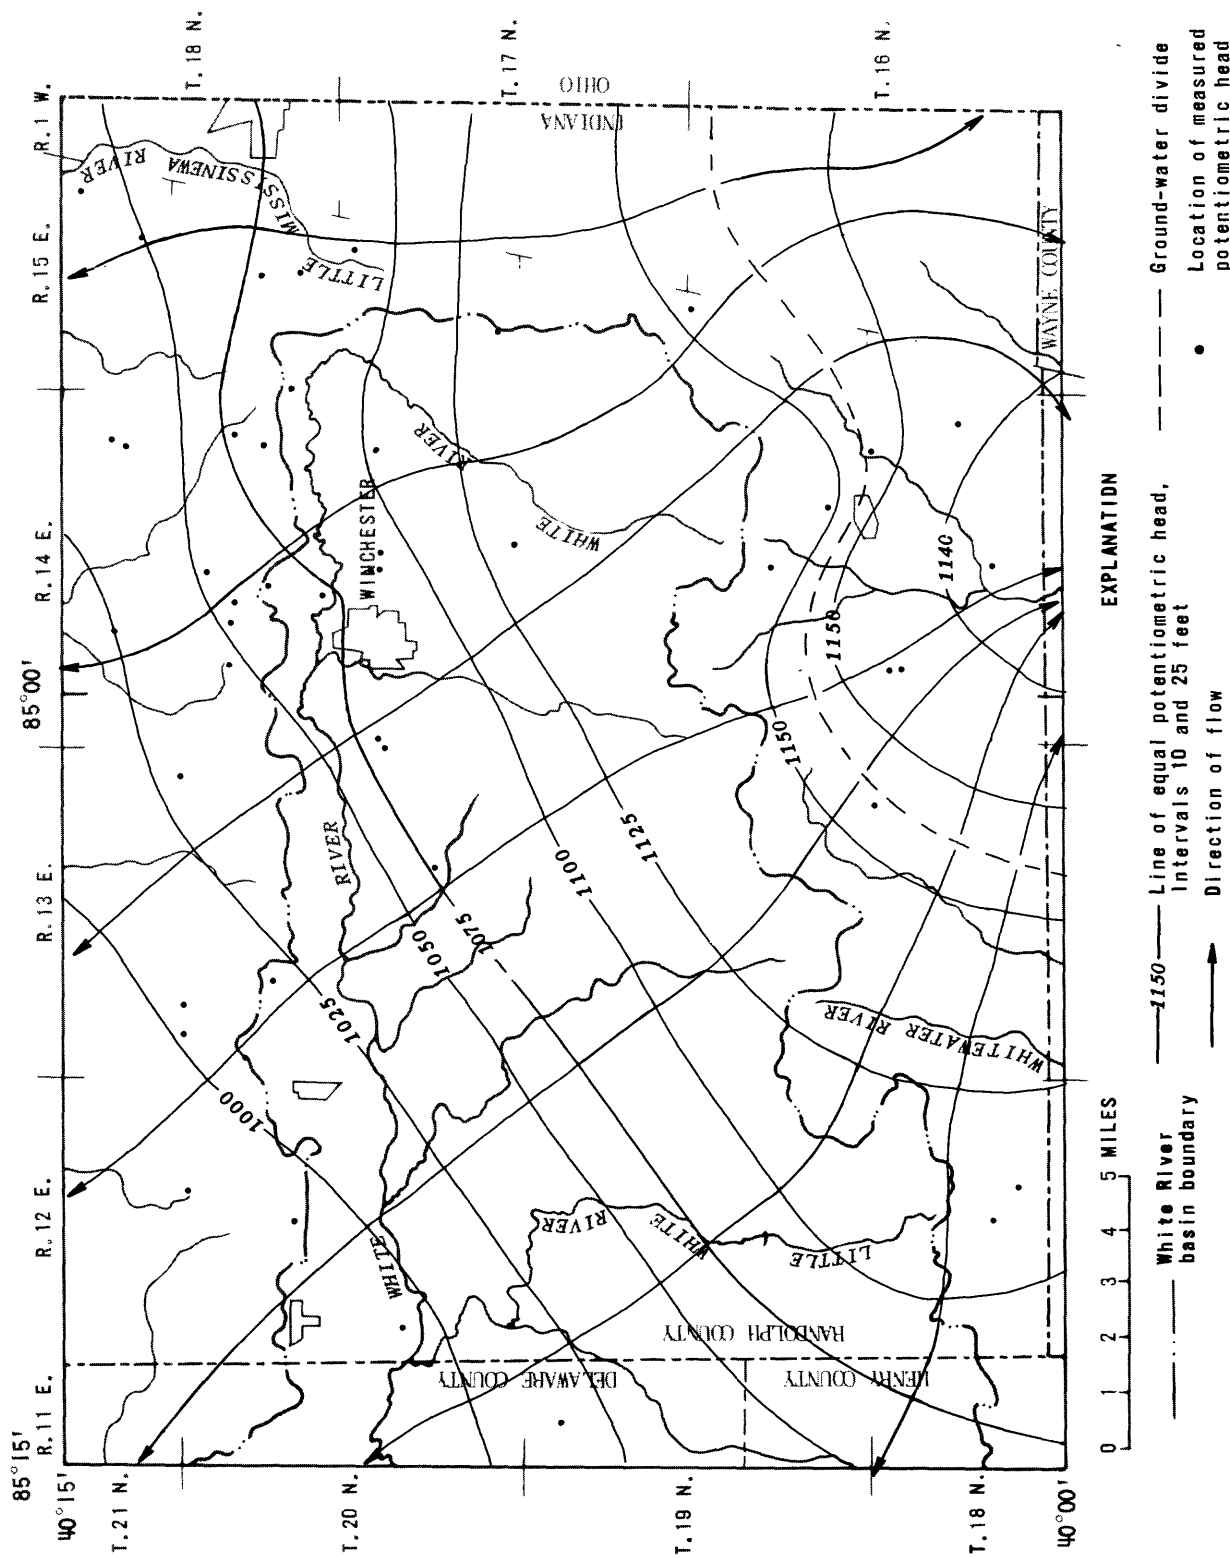 85°15'
R.11 E.
R.12 E.
R.13 E.
85°00'
R.14 E.
R.15 E.
R.1 W.
40°15'
T.21 N.
T.20 N.
T.19 N.
T.18 N.
40°00'
T.18 N.
T.17 N.
T.16 N.
OHIO
INDIANA
LITTLE MISSISSINEWA RIVER
WINCHESTER
WHITE RIVER
WHITE RIVER
LITTLE WHITE RIVER
WHITEWATER RIVER
DELAWARE COUNTY
RANDOLPH COUNTY
HENRY COUNTY
WAYNE COUNTY
1000
1025
1050
1075
1100
1125
1150
1150
1140
0 1 2 3 4 5 MILES
EXPLANATION
White River
basin boundary
1150
Line of equal potentiometric head,
Intervals 10 and 25 feet
Direction of flow
Ground-water divide
Location of measured
potentiometric head